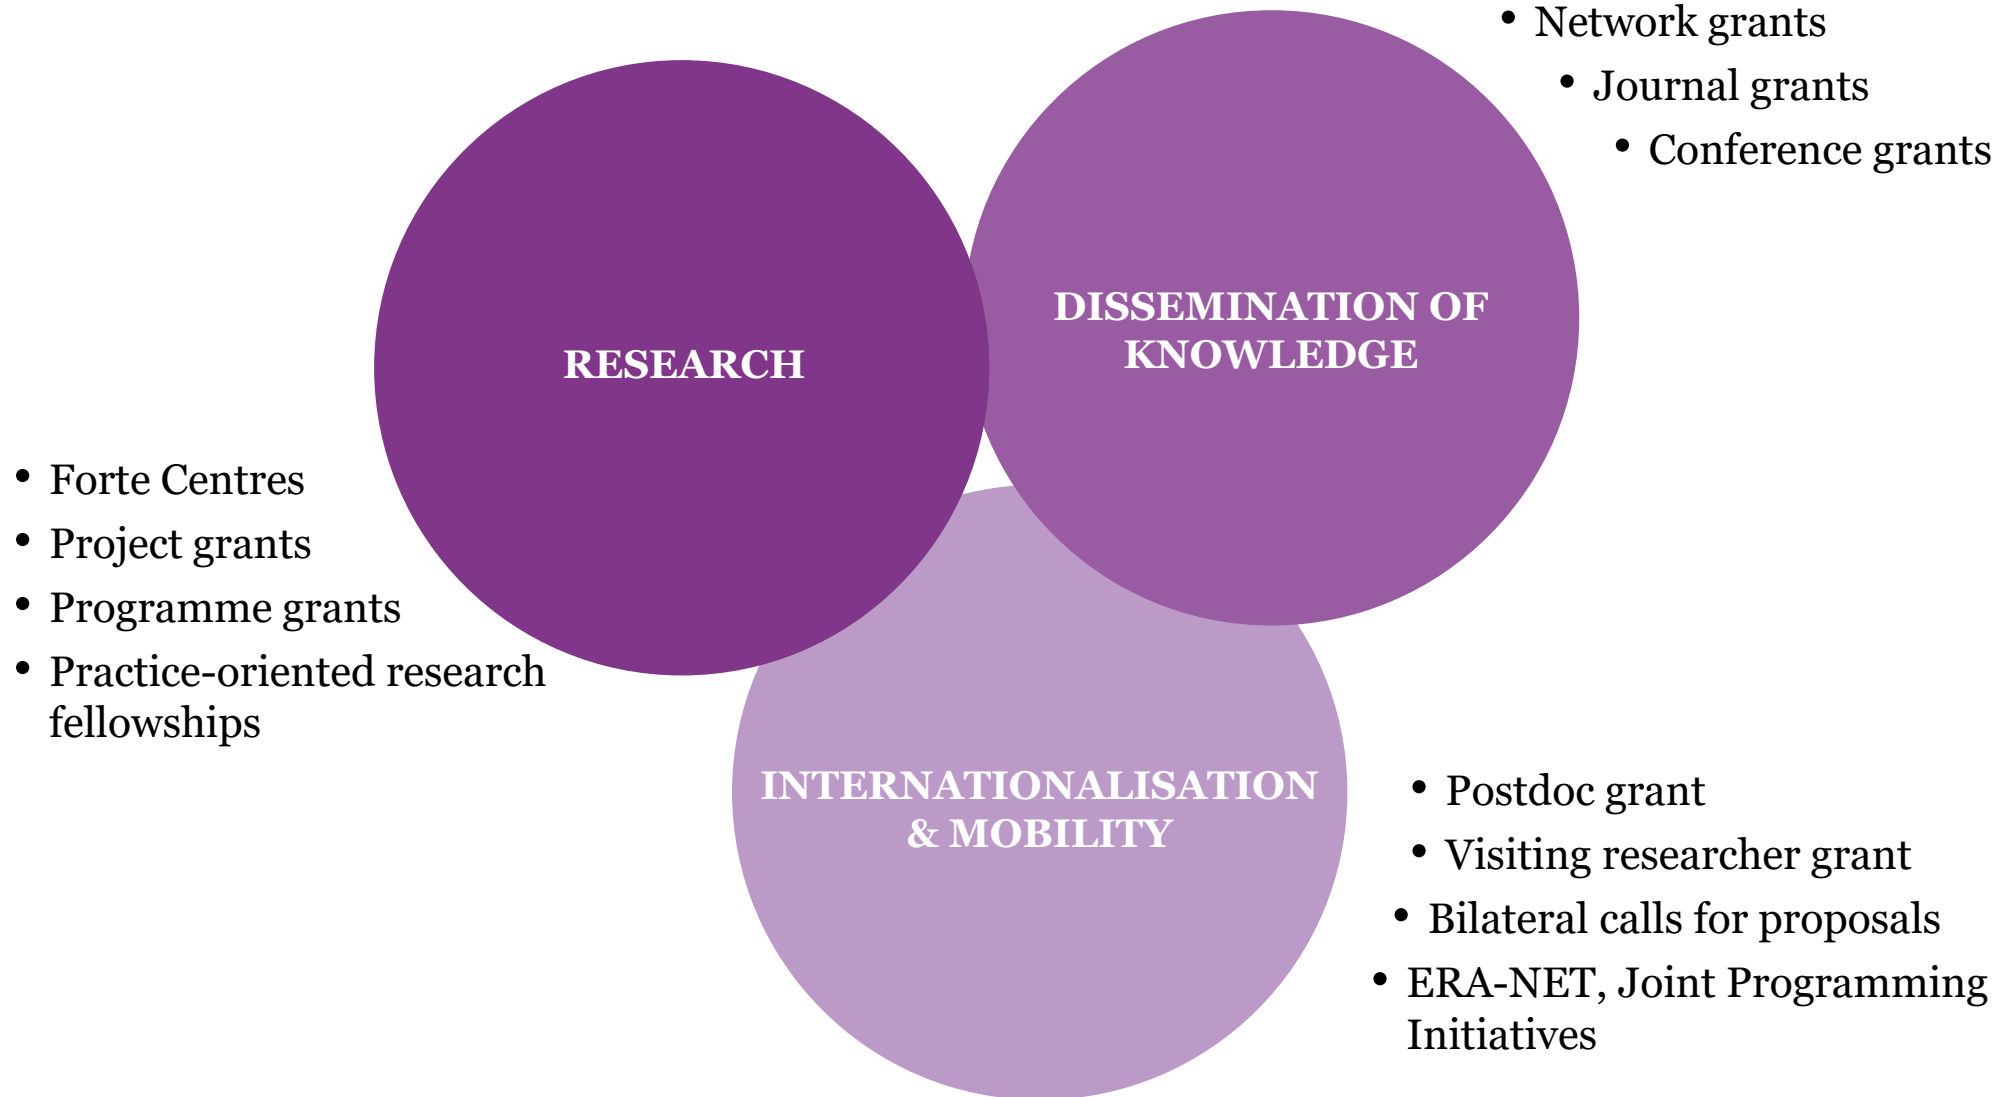 • Network grants
• Journal grants
• Conference grants
DISSEMINATION OF
KNOWLEDGE
RESEARCH
• Forte Centres
• Project grants
• Programme grants
• Practice-oriented research
fellowships
INTERNATIONALISATION
& MOBILITY
• Postdoc grant
• Visiting researcher grant
• Bilateral calls for proposals
• ERA-NET, Joint Programming
Initiatives